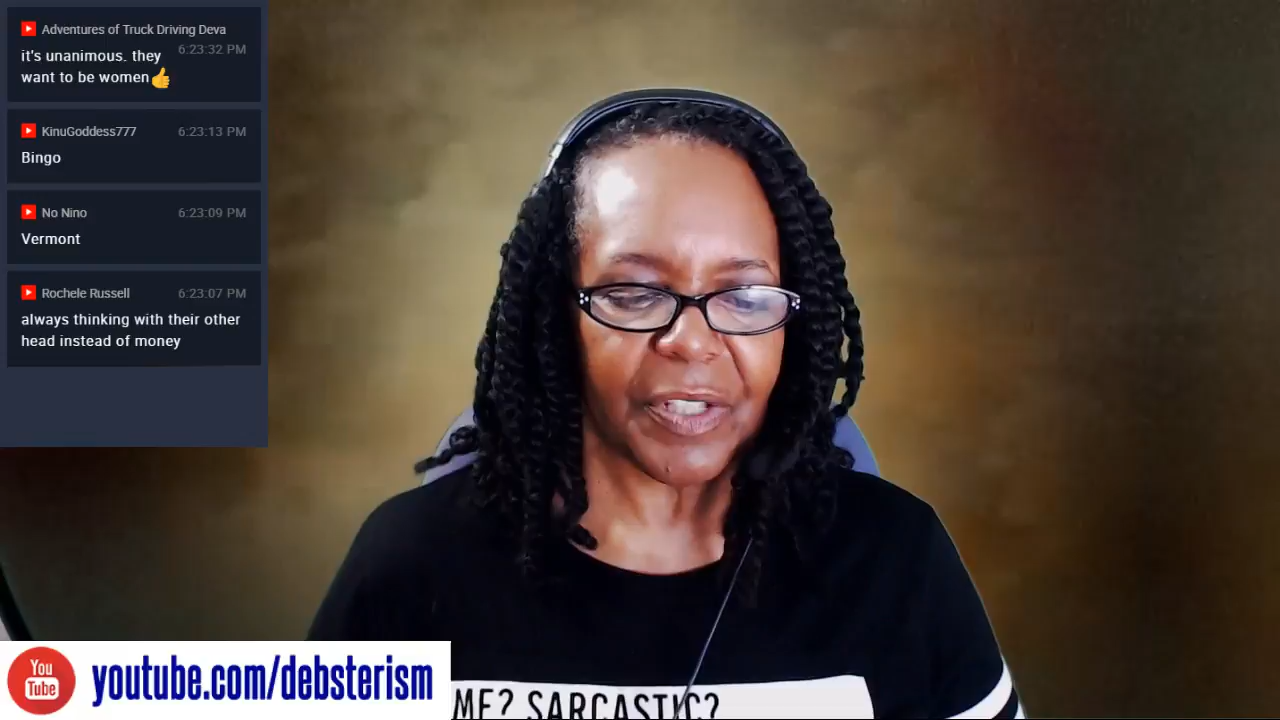 Adventures of Truck Driving Deva
6:23:32 PM
it's unanimous. they
want to be women👍
KinuGoddess777 6:23:13 PM
Bingo
No Nino 6:23:09 PM
Vermont
Rochele Russell 6:23:07 PM
always thinking with their other
head instead of money
You
Tube
youtube.com/debsterism
ME? SARCASTIC?